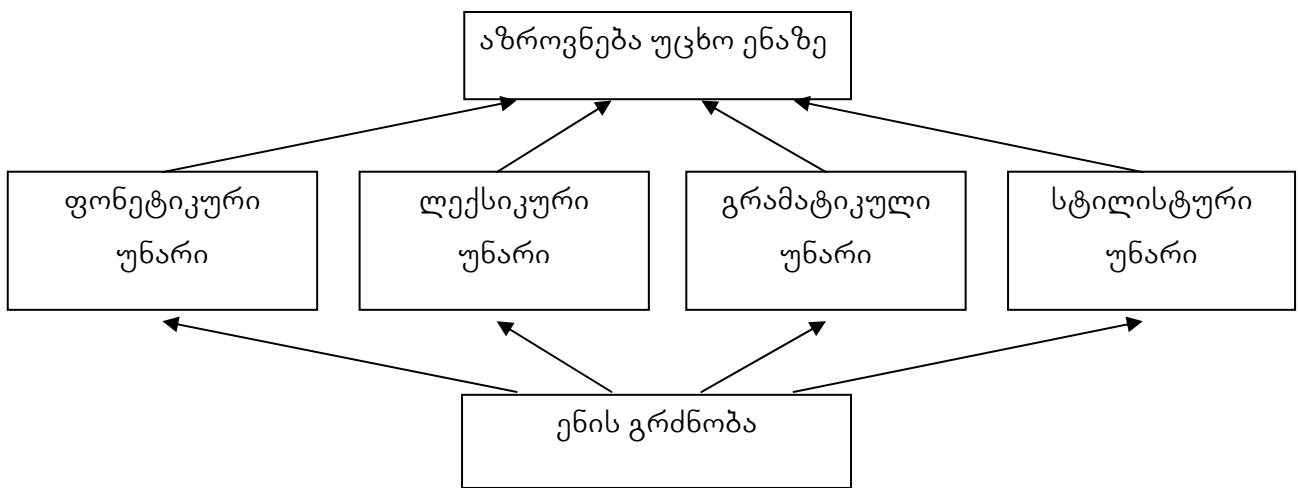 აზროვნება უცხო ენაზე
ფონეტიკური
უნარი
ლექსიკური
უნარი
გრამატიკული
უნარი
სტილისტური
უნარი
ენის გრძნობა